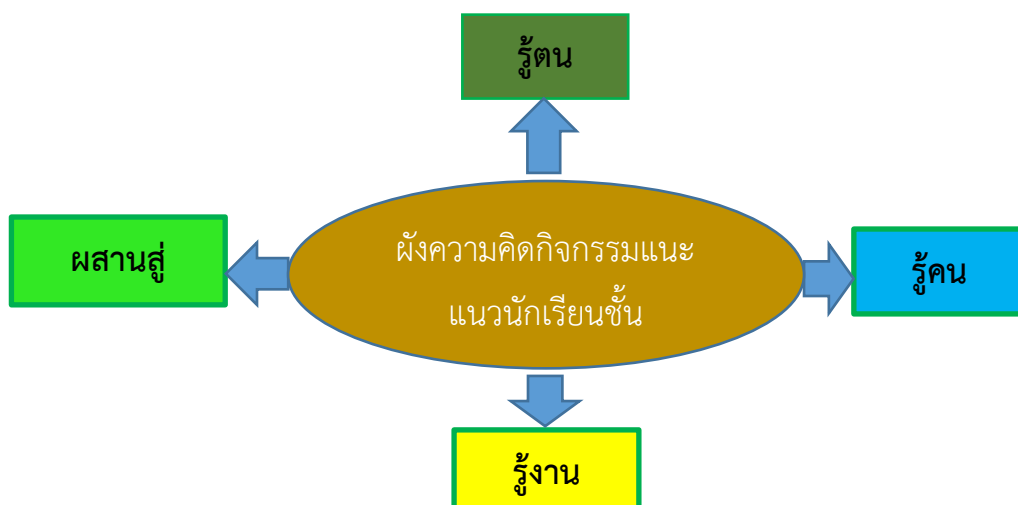 รู้ตน
ผสานสู่
ผังความคิดกิจกรรมแนะ
แนวนักเรียนชั้น
รู้คน
รู้งาน